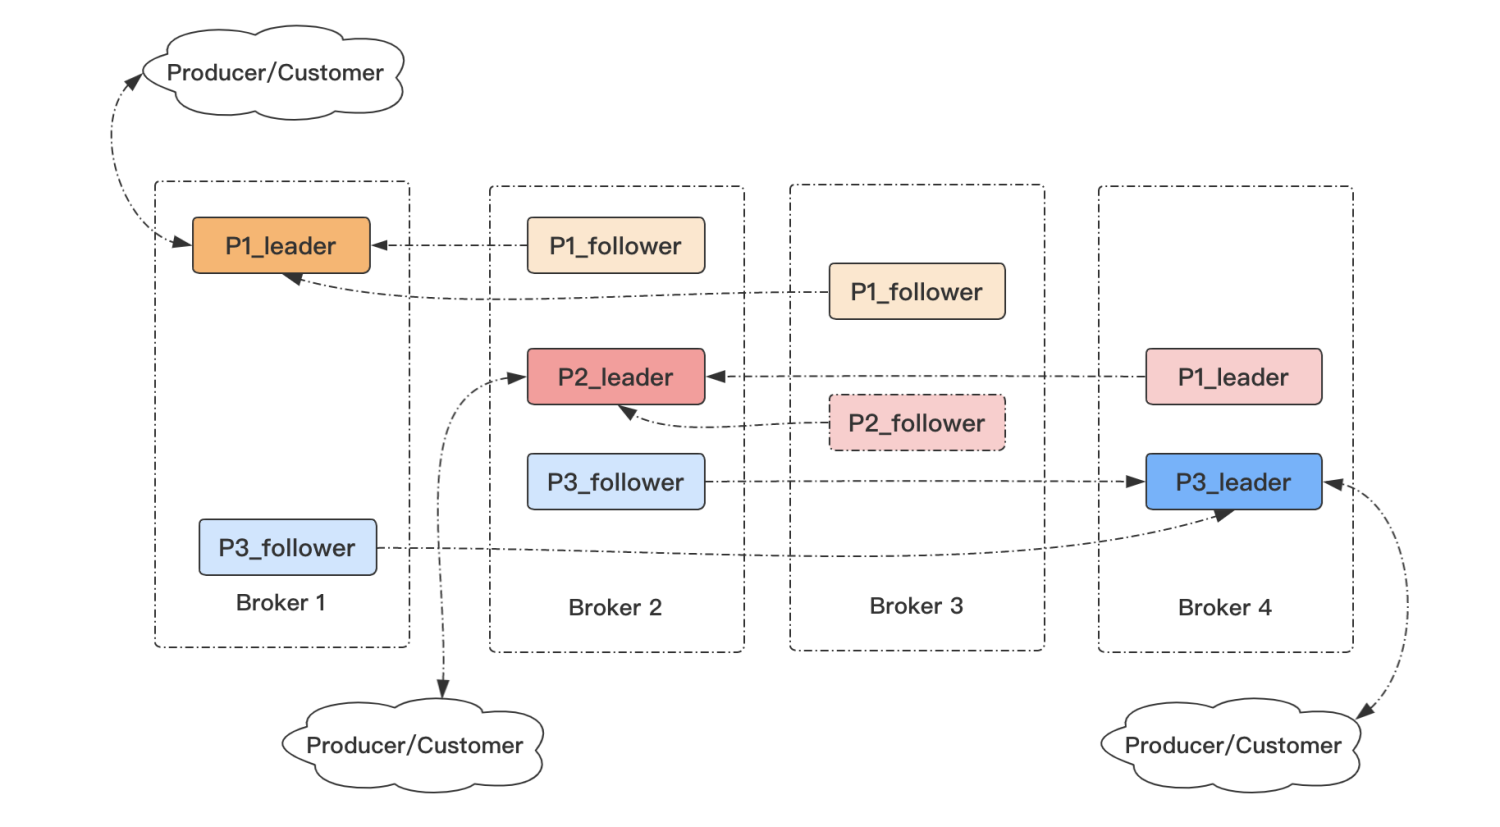 Producer/Customer
P1_leader
P1_follower
P1_follower
P2_leader
P1_leader
P2_follower
P3_follower
P3_leader
P3_follower
Broker 1
Broker 2
Broker 3
Broker 4
Producer/Customer
Producer/Customer